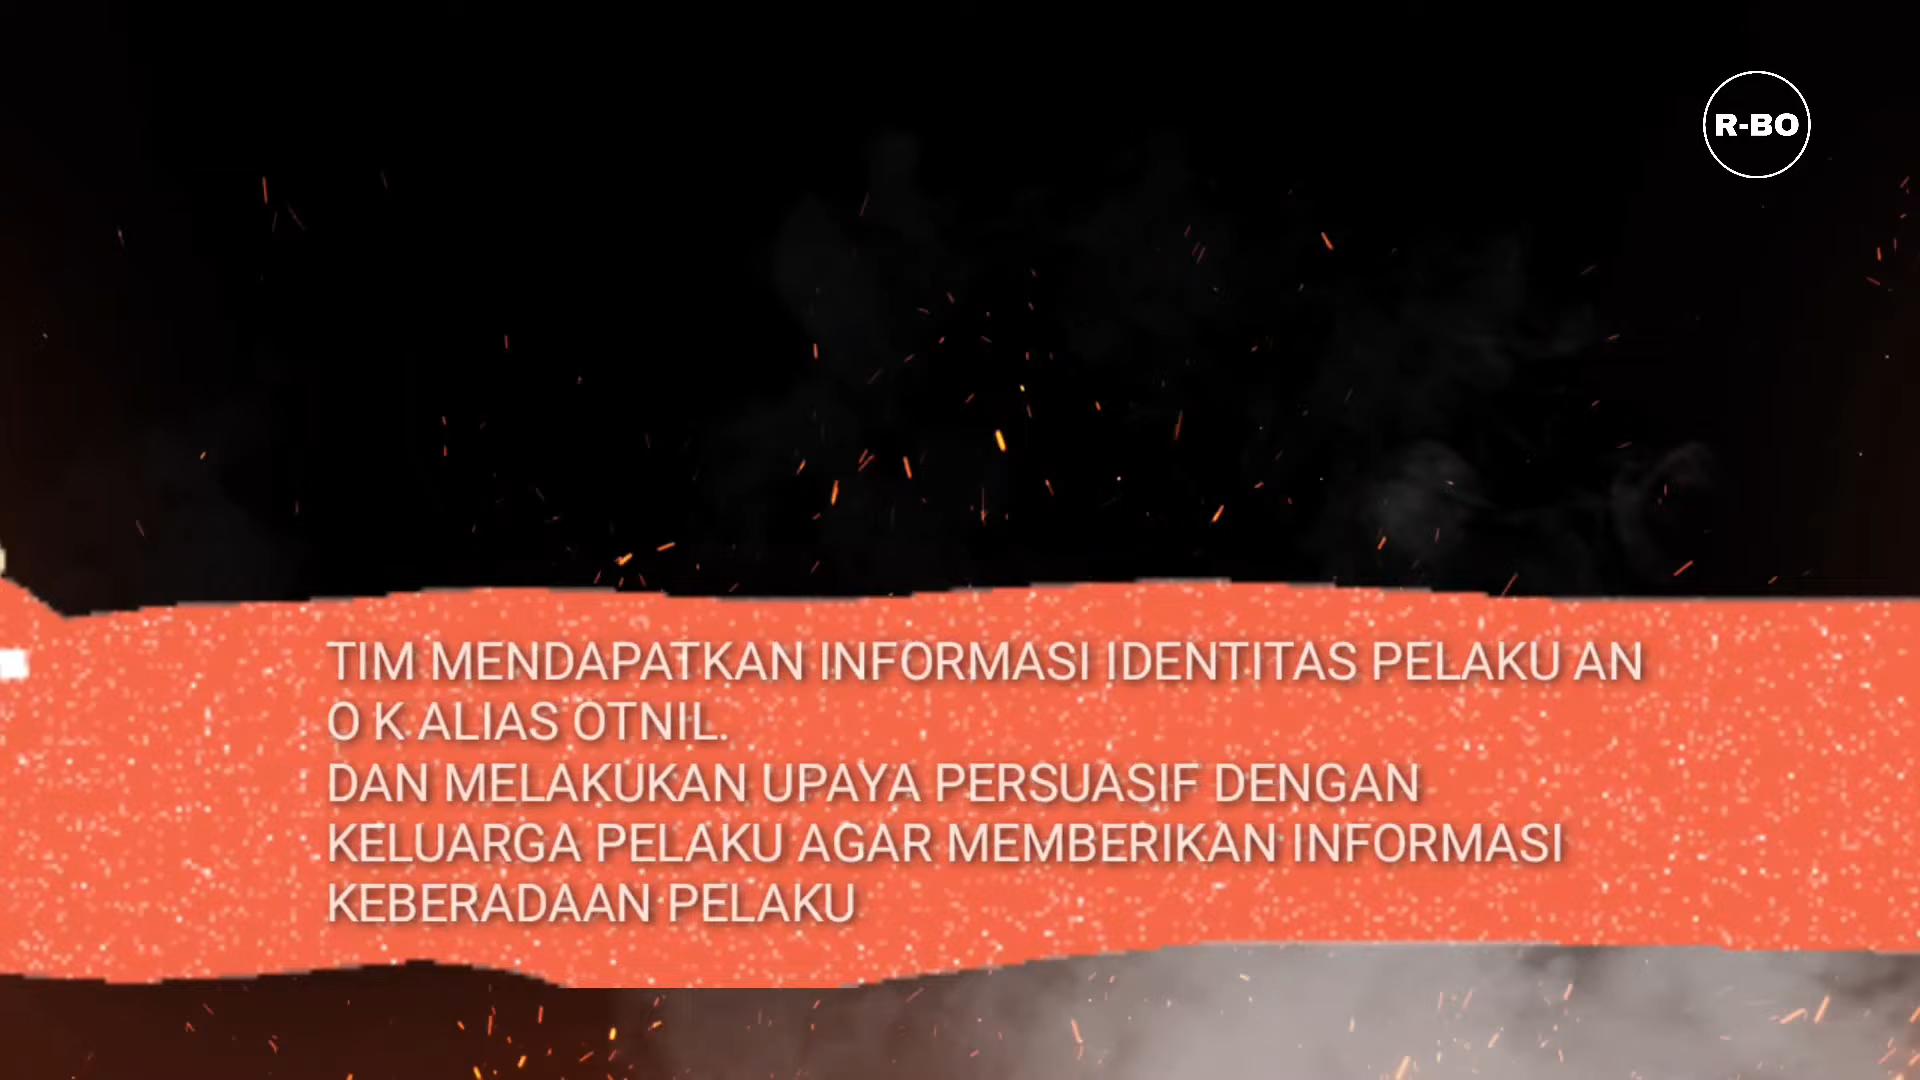 R-BO
TIM MENDAPATKAN INFORMASI IDENTITAS PELAKU AN
O K ALIAS OTNIL.
DAN MELAKUKAN UPAYA PERSUASIF DENGAN
KELUARGA PELAKU AGAR MEMBERIKAN INFORMASI
KEBERADAAN PELAKU